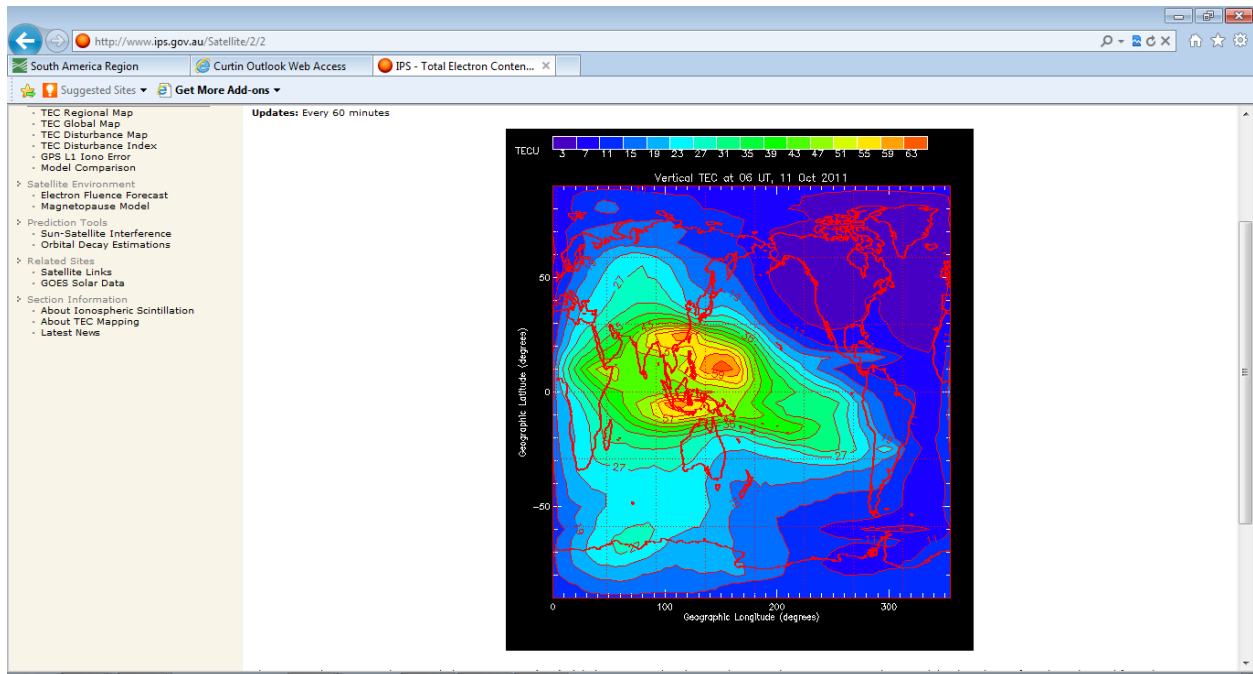 http://www.ips.gov.au/Satellite/2/2
South America Region
Curtin Outlook Web Access
IPS - Total Electron Conten...
Suggested Sites
Get More Add-ons
TEC Regional Map
TEC Global Map
TEC Disturbance Map
TEC Disturbance Index
GPS L1 Iono Error
Model Comparison
Satellite Environment
Electron Fluence Forecast
Magnetopause Model
Prediction Tools
Sun-Satellite Interference
Orbital Decay Estimations
Related Sites
Satellite Links
GOES Solar Data
Section Information
About Ionospheric Scintillation
About TEC Mapping
Latest News
Updates: Every 60 minutes
TECU 3 7 11 15 19 23 27 31 35 39 43 47 51 55 59 63
Vertical TEC at 06 UT, 11 Oct 2011
Geographic Latitude (degrees)
50
0
-50
27
27
27
0 100 200 300
Geographic Longitude (degrees)